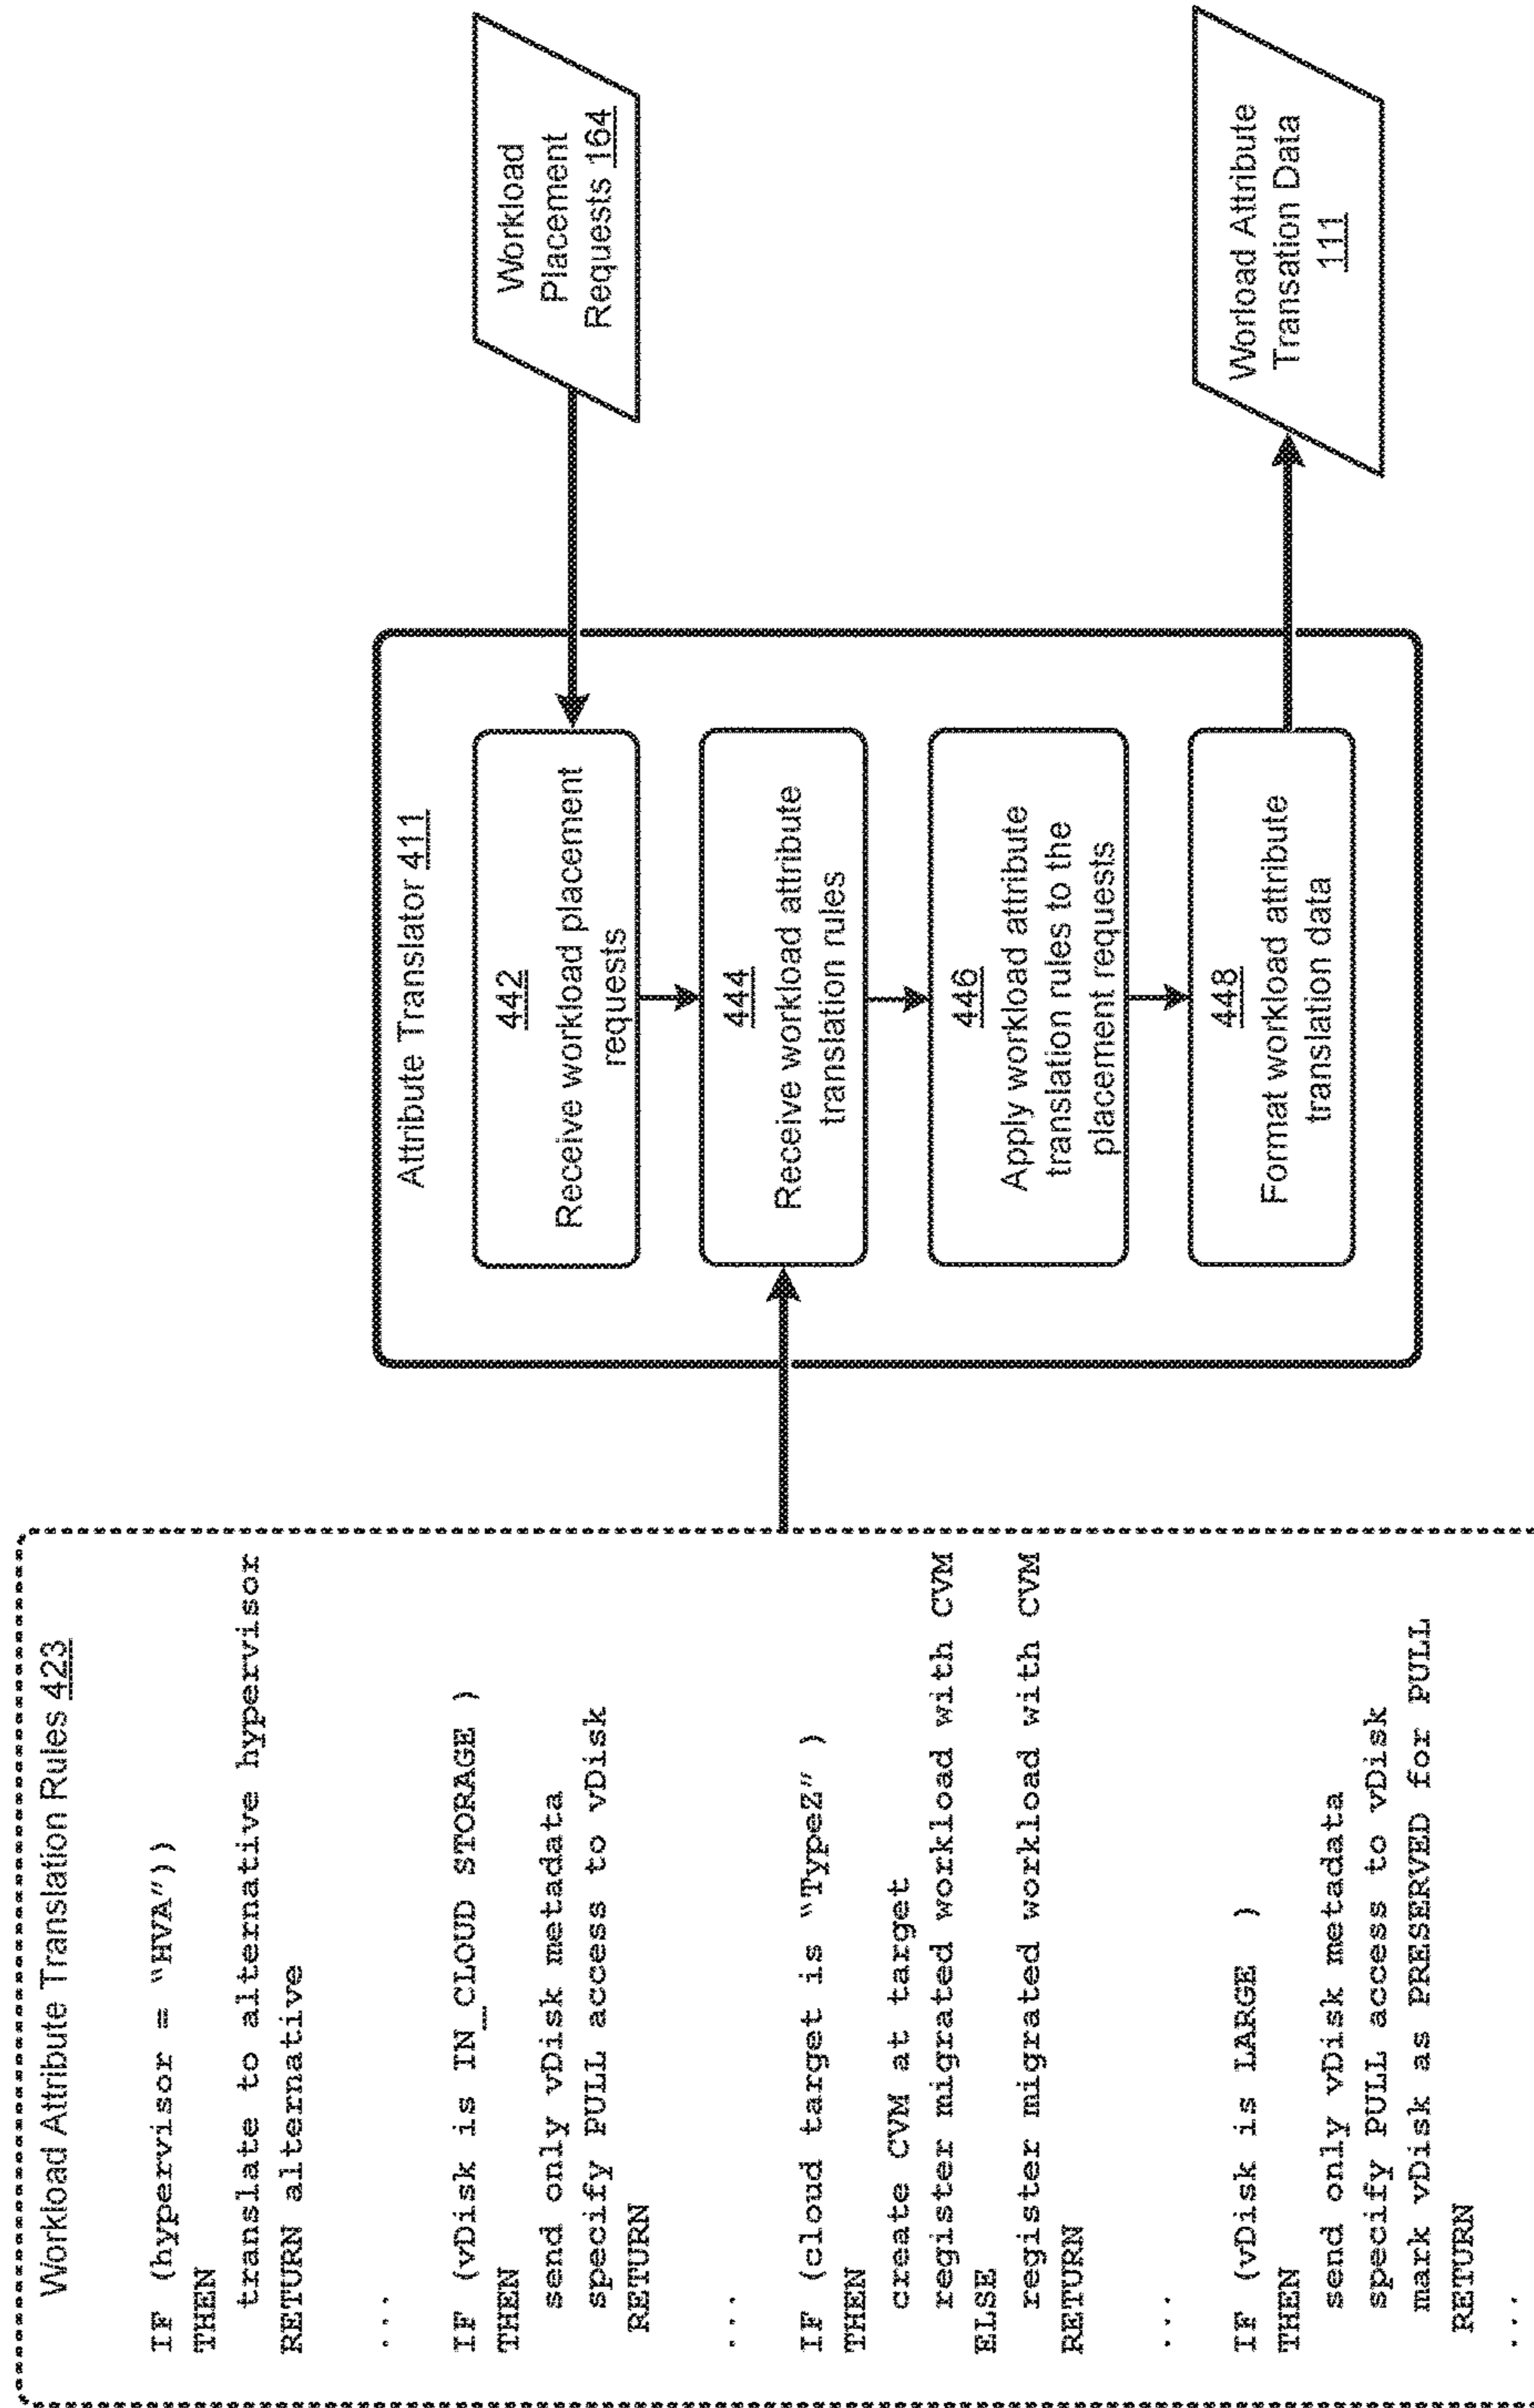 Workload Attribute Translation Rules 423
IF (hypervisor = "HVA"))
THEN
translate to alternative hypervisor
RETURN alternative
...
IF (vDisk is IN_CLOUD STORAGE )
THEN
send only vDisk metadata
specify PULL access to vDisk
RETURN
...
IF (cloud target is "TypeZ" )
THEN
create CVM at target
register migrated workload with CVM
ELSE
register migrated workload with CVM
RETURN
...
IF (vDisk is LARGE )
THEN
send only vDisk metadata
specify PULL access to vDisk
mark vDisk as PRESERVED for PULL
RETURN
...
Attribute Translator 411
442
Receive workload placement
requests
444
Receive workload attribute
translation rules
446
Apply workload attribute
translation rules to the
placement requests
448
Format workload attribute
translation data
Workload
Placement
Requests 164
Worload Attribute
Transation Data
111